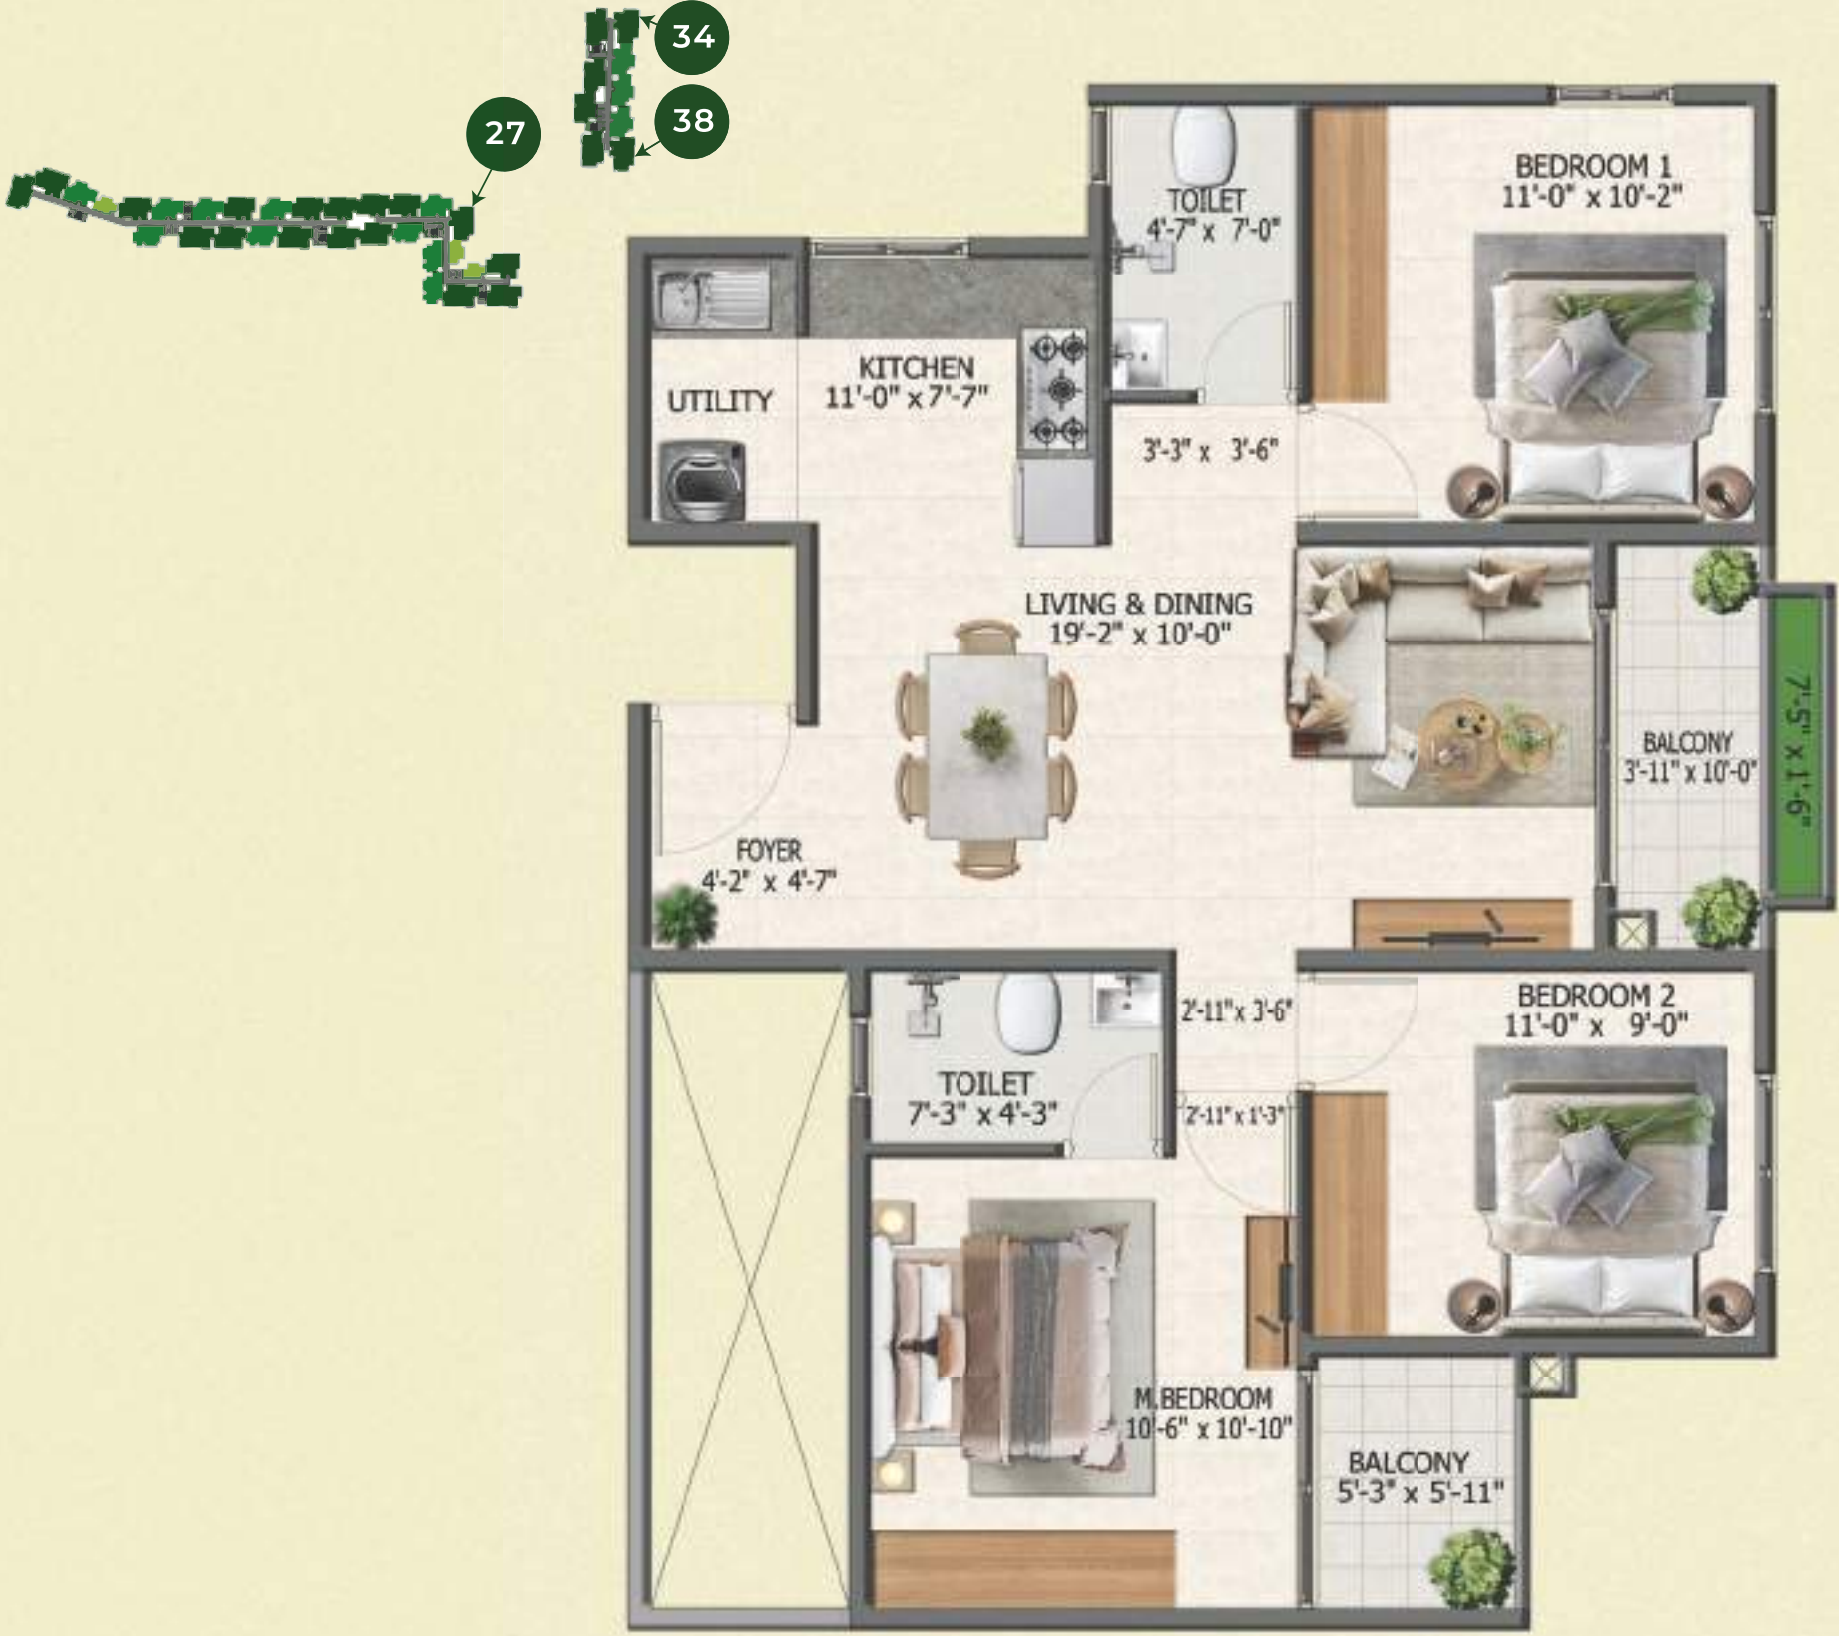 34
38
27
BEDROOM 1
11'-0" x 10'-2"
TOILET
4'-7" x 7'-0"
KITCHEN
11'-0" x 7'-7"
UTILITY
3'-3" x 3'-6"
LIVING & DINING
19'-2" x 10'-0"
BALCONY
3'-11" x 10'-0"
7'-5" x 1'-6"
FOYER
4'-2" x 4'-7"
BEDROOM 2
11'-0" x 9'-0"
2'-11" x 3'-6"
TOILET
7'-3" x 4'-3"
2'-11" x 1'-3"
M.BEDROOM
10'-6" x 10'-10"
BALCONY
5'-3" x 5'-11"